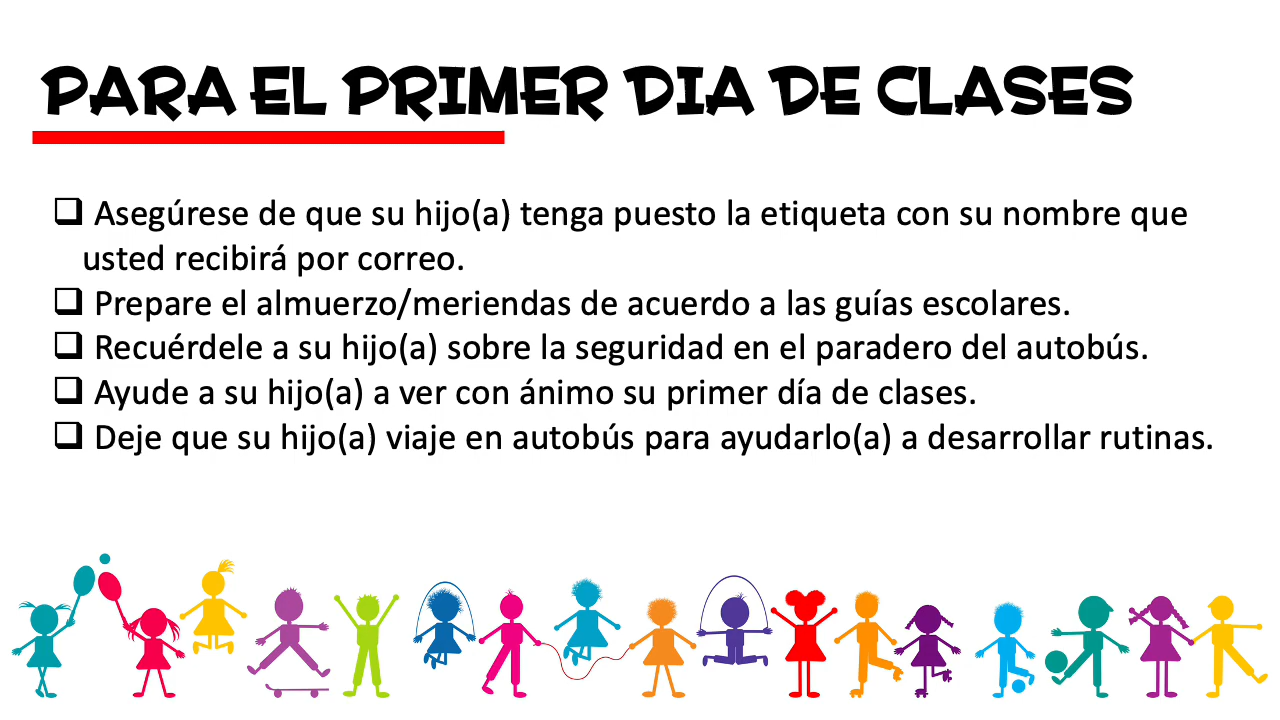 PARA EL PRIMER DIA DE CLASES
❑ Asegúrese de que su hijo(a) tenga puesto la etiqueta con su nombre que
usted recibirá por correo.
❑ Prepare el almuerzo/meriendas de acuerdo a las guías escolares.
❑ Recuérdele a su hijo(a) sobre la seguridad en el paradero del autobús.
❑ Ayude a su hijo(a) a ver con ánimo su primer día de clases.
❑ Deje que su hijo(a) viaje en autobús para ayudarlo(a) a desarrollar rutinas.